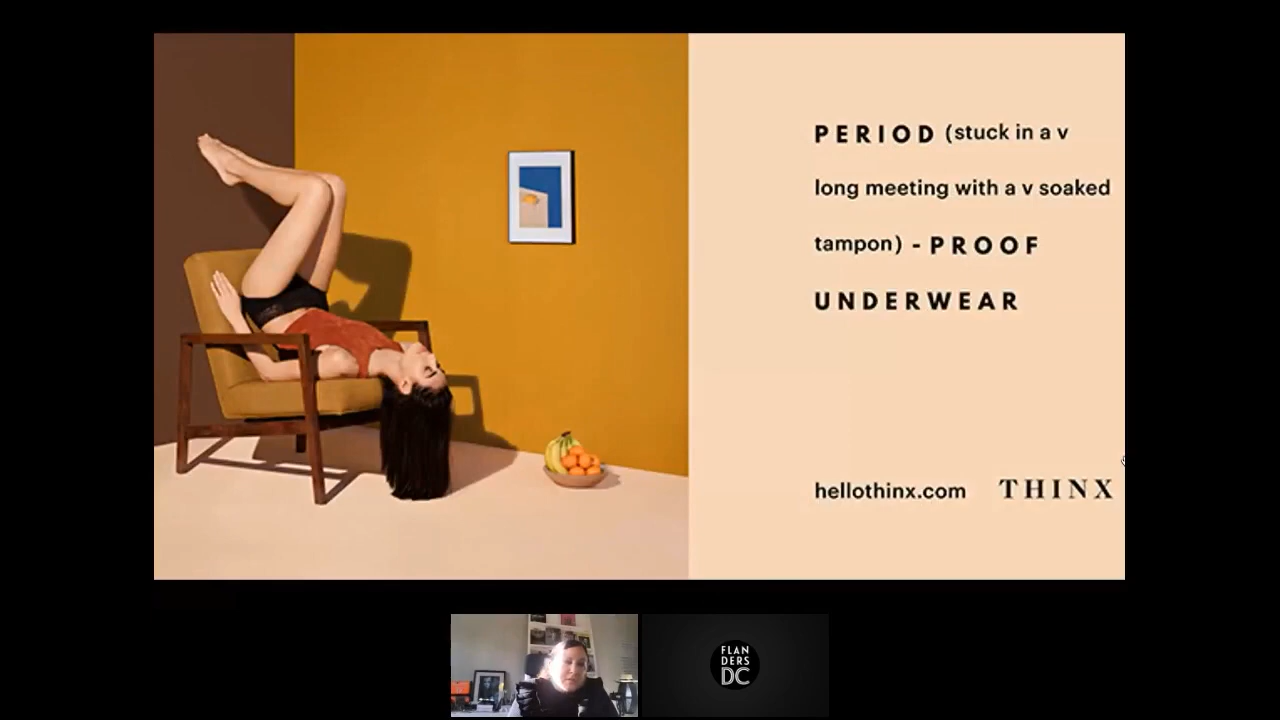 PERIOD (stuck in a v
long meeting with a v soaked
tampon) - PROOF
UNDERWEAR
hellothinx.com THINX
FLAN
DERS
DC